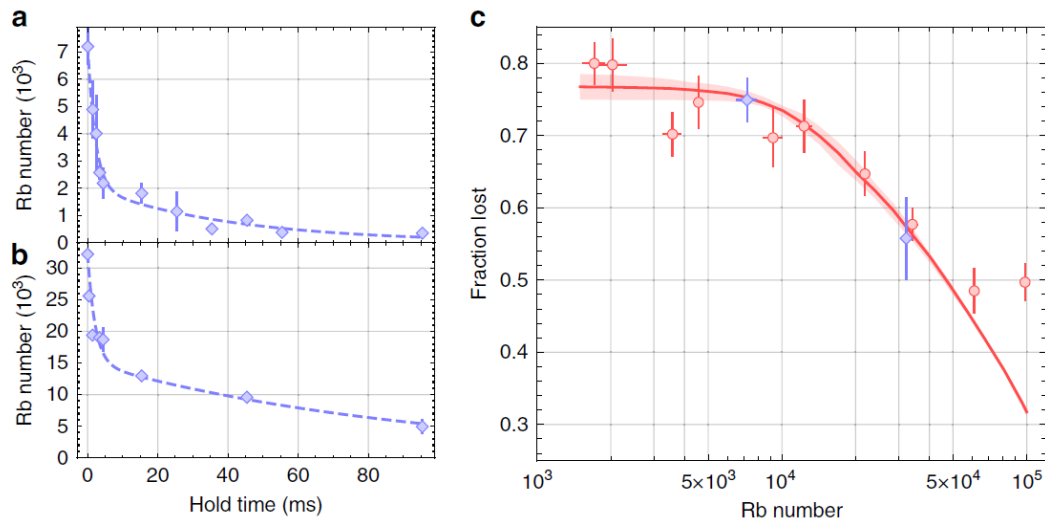 a
Rb number (10³)
7
6
5
4
3
2
1
0
b
Rb number (10³)
30
25
20
15
10
5
0
0 20 40 60 80
Hold time (ms)
c
Fraction lost
0.8
0.7
0.6
0.5
0.4
0.3
10³ 5×10³ 10⁴ 5×10⁴ 10⁵
Rb number